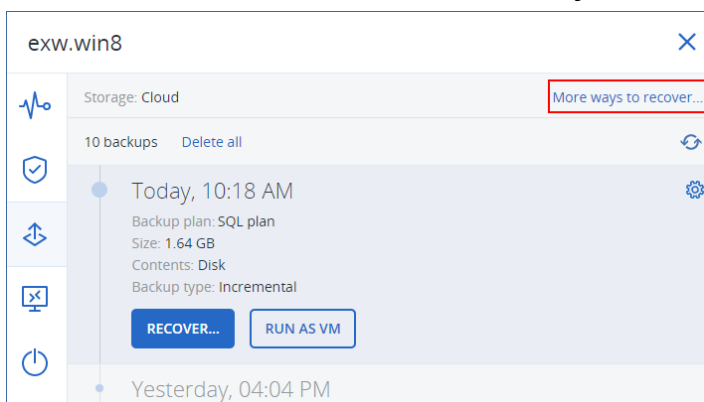 exw.win8
Storage: Cloud More ways to recover...
10 backups Delete all
Today, 10:18 AM
Backup plan: SQL plan
Size: 1.64 GB
Contents: Disk
Backup type: Incremental
RECOVER... RUN AS VM
Yesterday, 04:04 PM